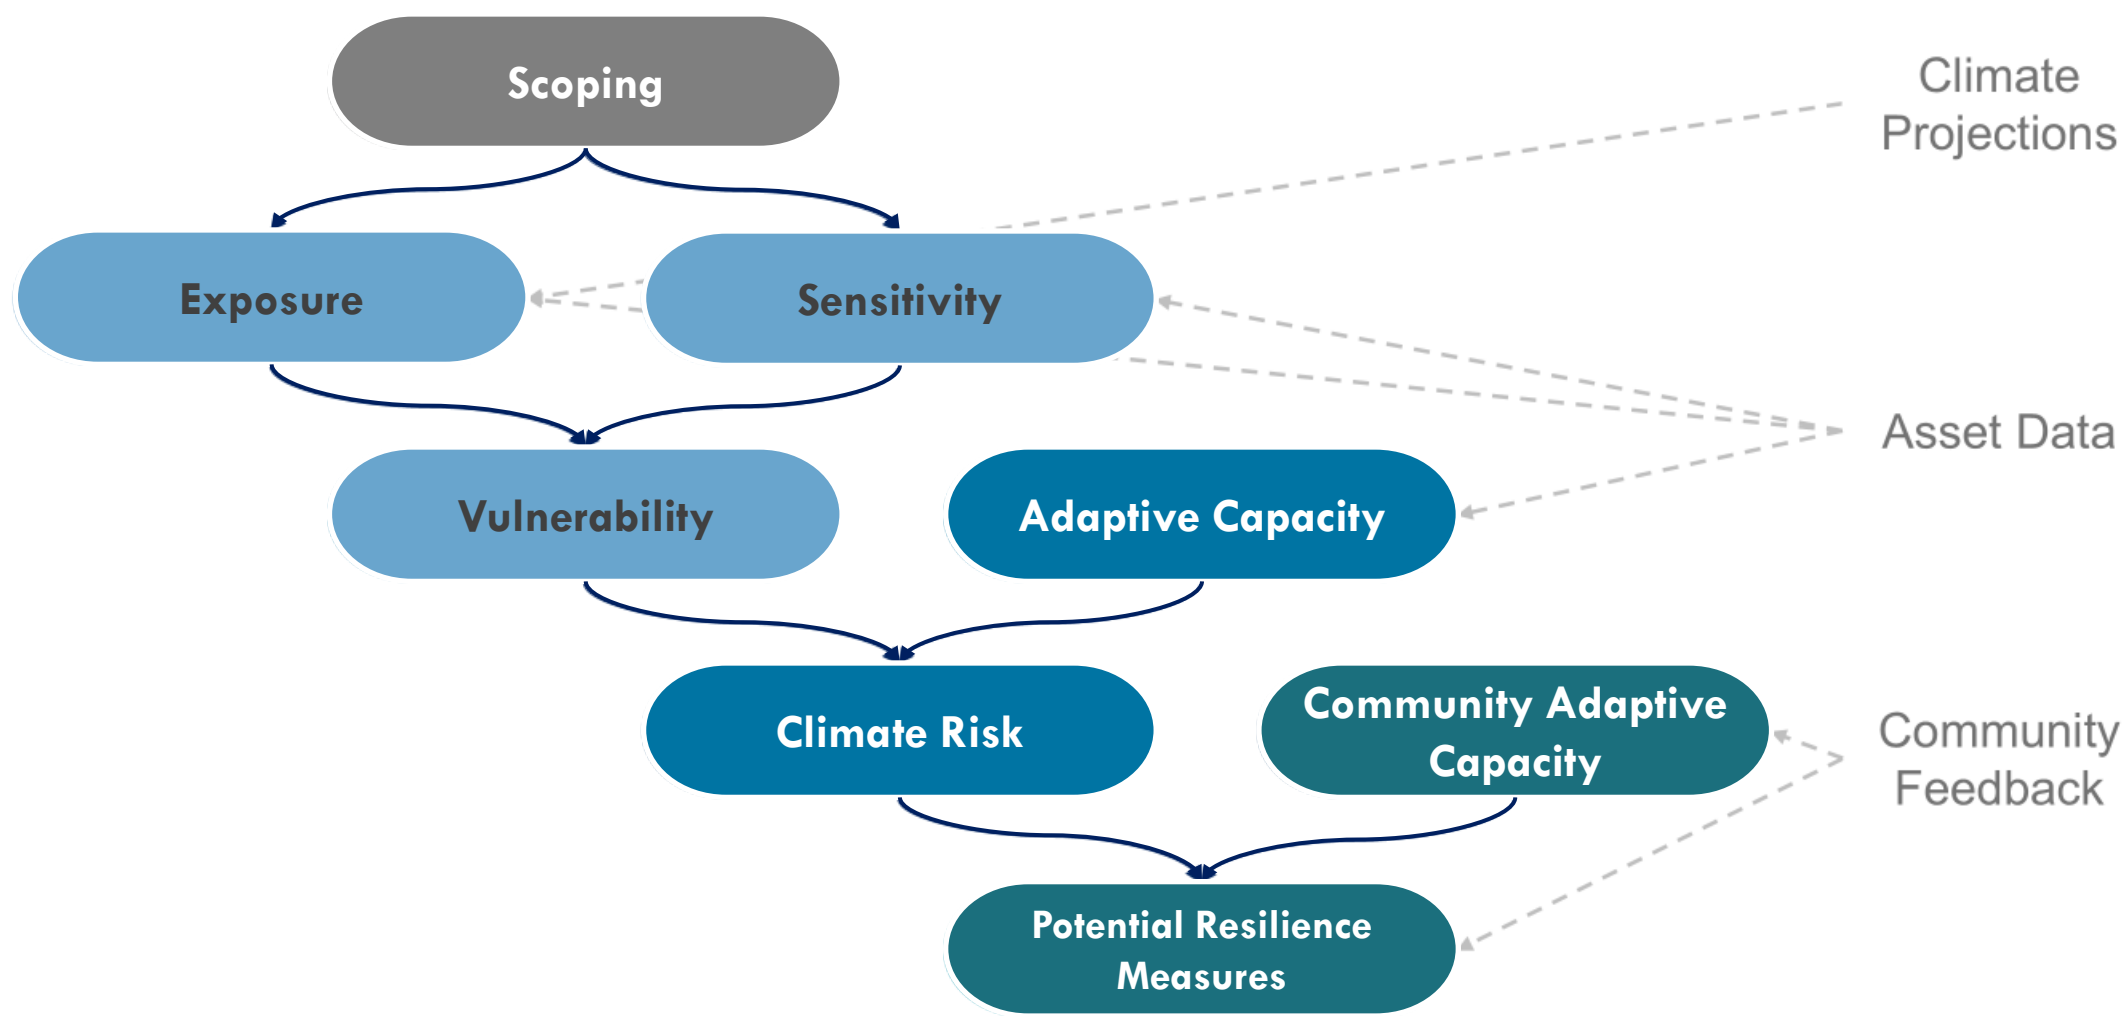 Scoping
Climate
Projections
Exposure
Sensitivity
Asset Data
Vulnerability
Adaptive Capacity
Climate Risk
Community Adaptive
Capacity
Community
Feedback
Potential Resilience
Measures